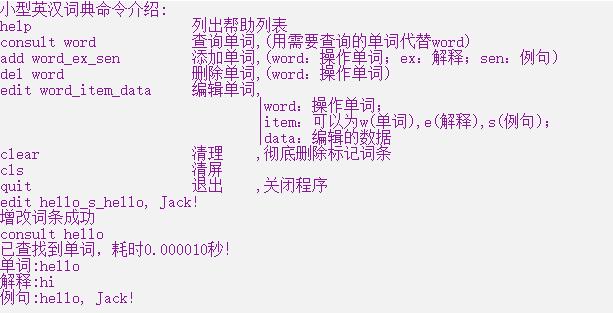 小型英汉词典命令介绍:
help 列出帮助列表
consult word 查询单词,(用需要查询的单词代替word)
add word_ex_sen 添加单词,(word: 操作单词; ex: 解释; sen: 例句)
del word 删除单词,(word: 操作单词)
edit word_item_data 编辑单词,
|word: 操作单词;
|item: 可以为w(单词),e(解释),s(例句);
|data: 编辑的数据
clear 清理 ,彻底删除标记词条
cls 清屏
quit 退出 ,关闭程序
edit hello_s_hello, Jack!
增改词条成功
consult hello
已查找到单词, 耗时0.000010秒!
单词:hello
解释:hi
例句:hello, Jack!